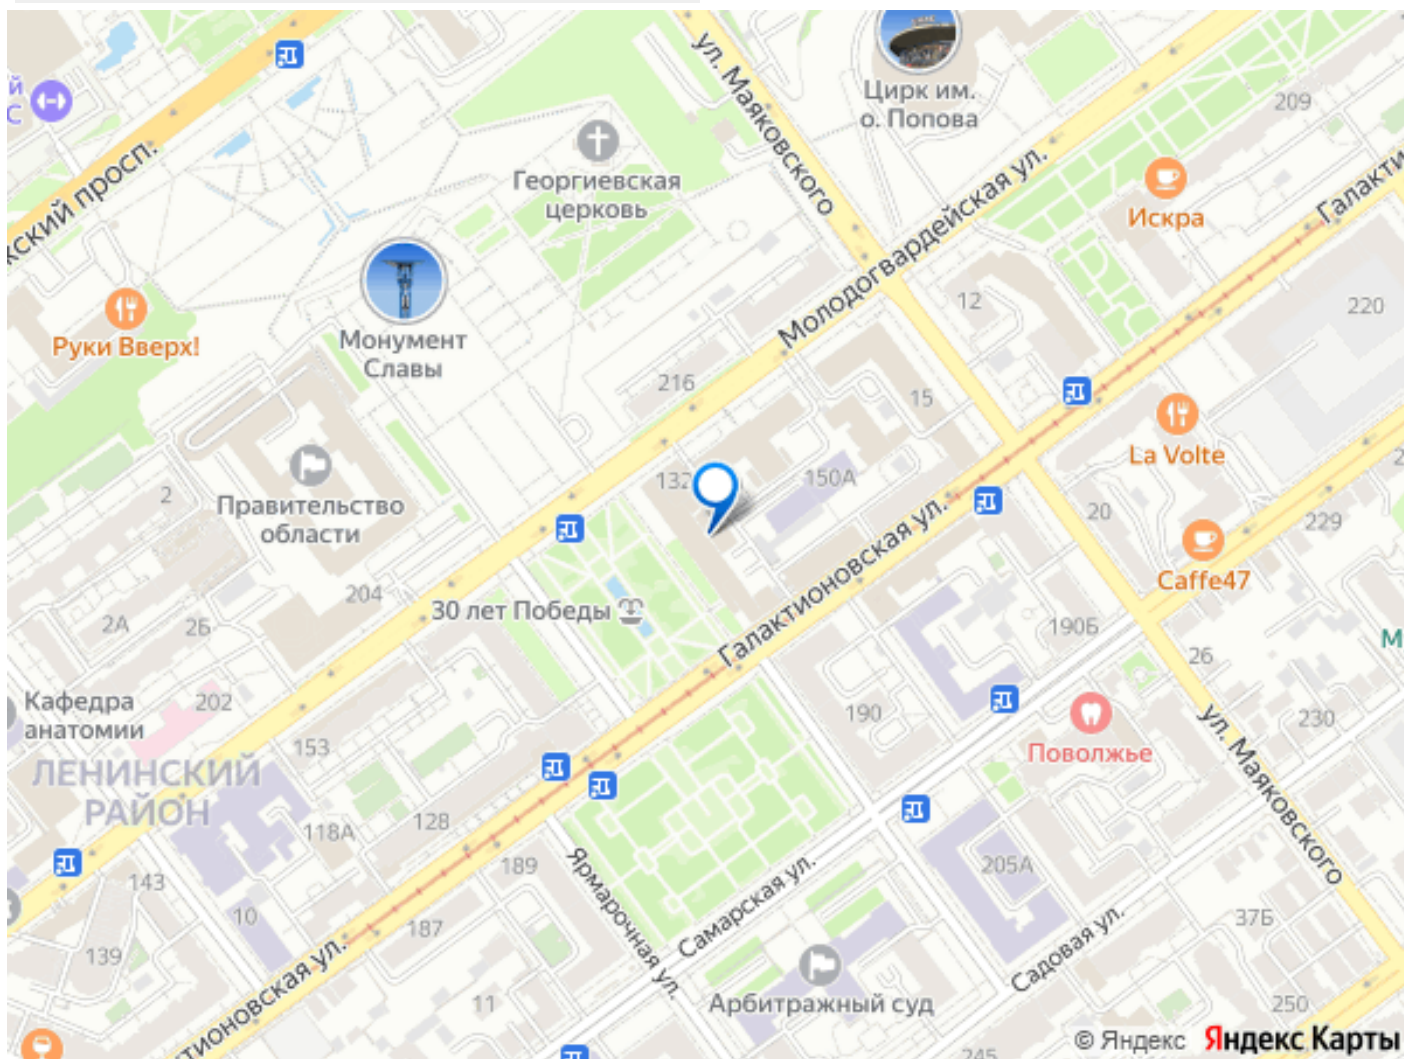 ул. Маяковского
Цирк им.
о. Попова
209
й
С
Георгиевская
церковь
кский просп.
Искра
Галакти
Молодогвардейская ул.
12
220
Руки Вверх!
Монумент
Славы
216
15
La Volte
132
150А
2
Правительство
области
20
229
2
Caffe47
Галактионовская ул.
204
30 лет Победы
2А
2Б
190Б
М
26
Кафедра
анатомии
202
190
230
Поволжье
153
ЛЕНИНСКИЙ
РАЙОН
ул. Маяковского
118А
128
189
Ярмарочная ул.
Самарская ул.
205А
143
10
187
37Б
139
Садовая ул.
тионовская ул.
11
Арбитражный суд
250
245
© Яндекс Яндекс Карты